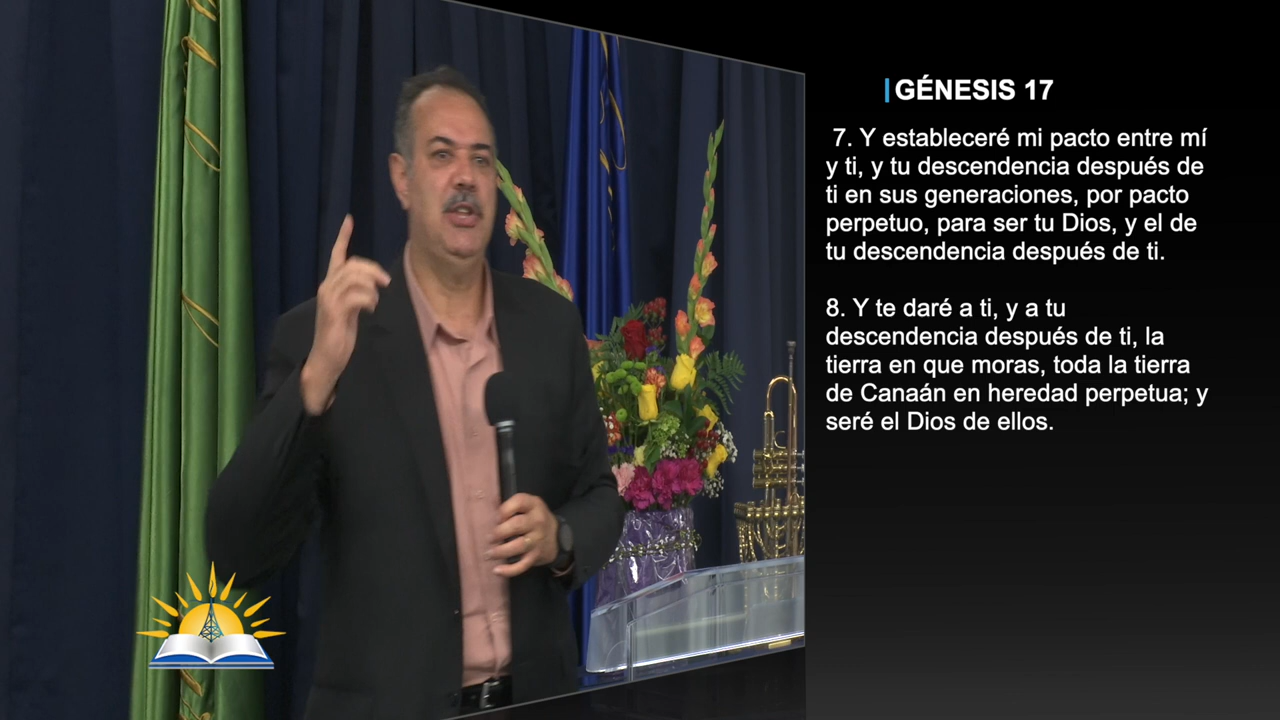 GÉNESIS 17
7. Y estableceré mi pacto entre mí
y ti, y tu descendencia después de
ti en sus generaciones, por pacto
perpetuo, para ser tu Dios, y el de
tu descendencia después de ti.
8. Y te daré a ti, y a tu
descendencia después de ti, la
tierra en que moras, toda la tierra
de Canaán en heredad perpetua; y
seré el Dios de ellos.